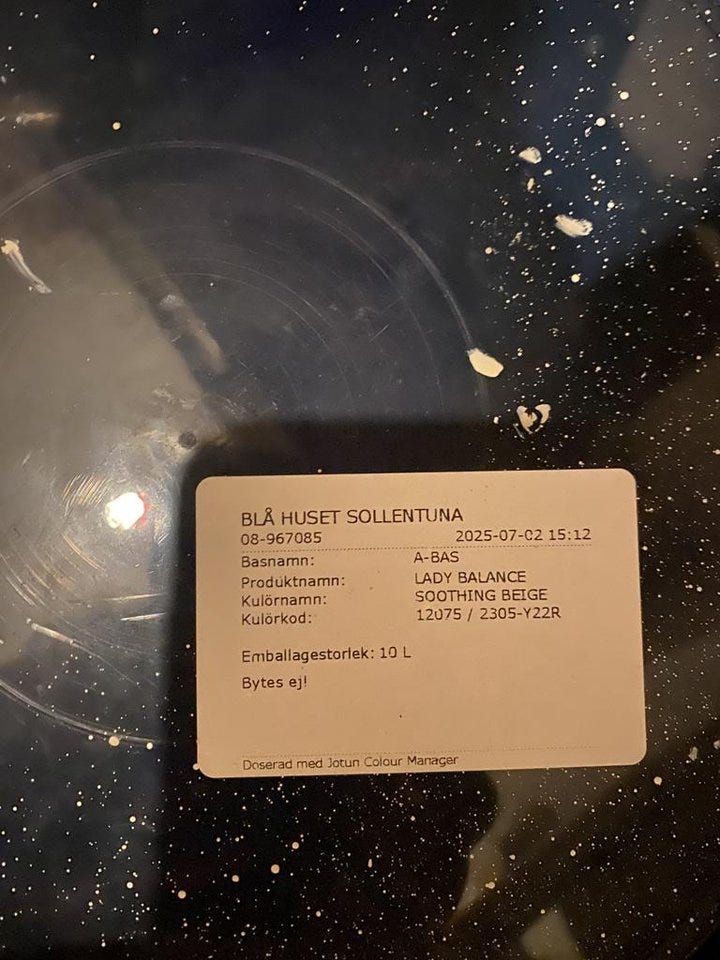 BLÅ HUSET SOLLENTUNA
08-967085 2025-07-02 15:12
Basnamn: A-BAS
Produktnamn: LADY BALANCE
Kulörnamn: SOOTHING BEIGE
Kulörkod: 12075 / 2305-Y22R
Emballagestorlek: 10 L
Bytes ej!
Doserad med Jotun Colour Manager